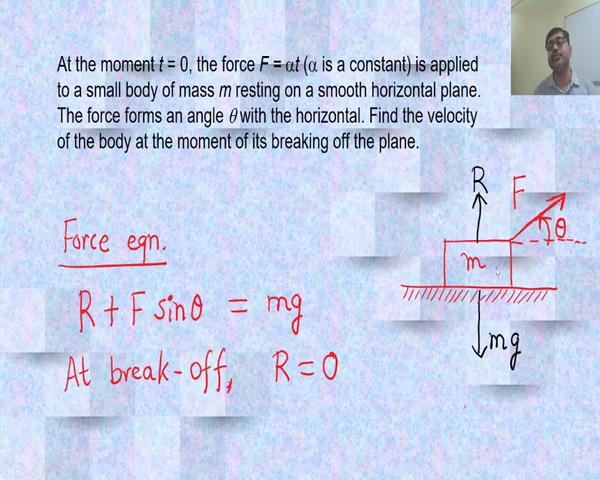 At the moment t = 0, the force F = αt (α is a constant) is applied
to a small body of mass m resting on a smooth horizontal plane.
The force forms an angle θ with the horizontal. Find the velocity
of the body at the moment of its breaking off the plane.
R
F
θ
m
mg
Force eqn.
R + F sinθ = mg
At break-off, R = 0